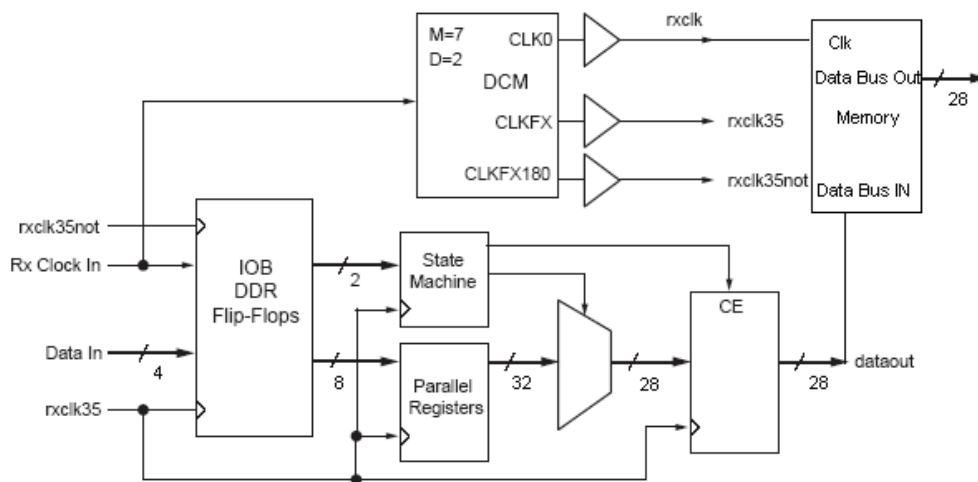 rxclk
M=7
D=2
CLK0
DCM
CLKFX
CLKFX180
rxclk35
rxclk35not
Clk
Data Bus Out
28
Memory
Data Bus IN
rxclk35not
Rx Clock In
Data In
4
rxclk35
IOB
DDR
Flip-Flops
2
8
State
Machine
Parallel
Registers
32
28
CE
28
dataout